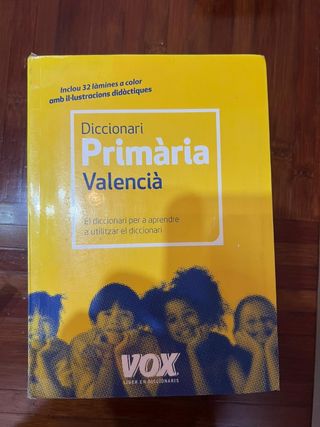 Inclou 32 làmines a color
amb il·lustracions didàctiques
Diccionari
Primària
Valencià
El diccionari per a aprendre
a utilitzar el diccionari
VOX
LÍDER EN DICCIONARIS